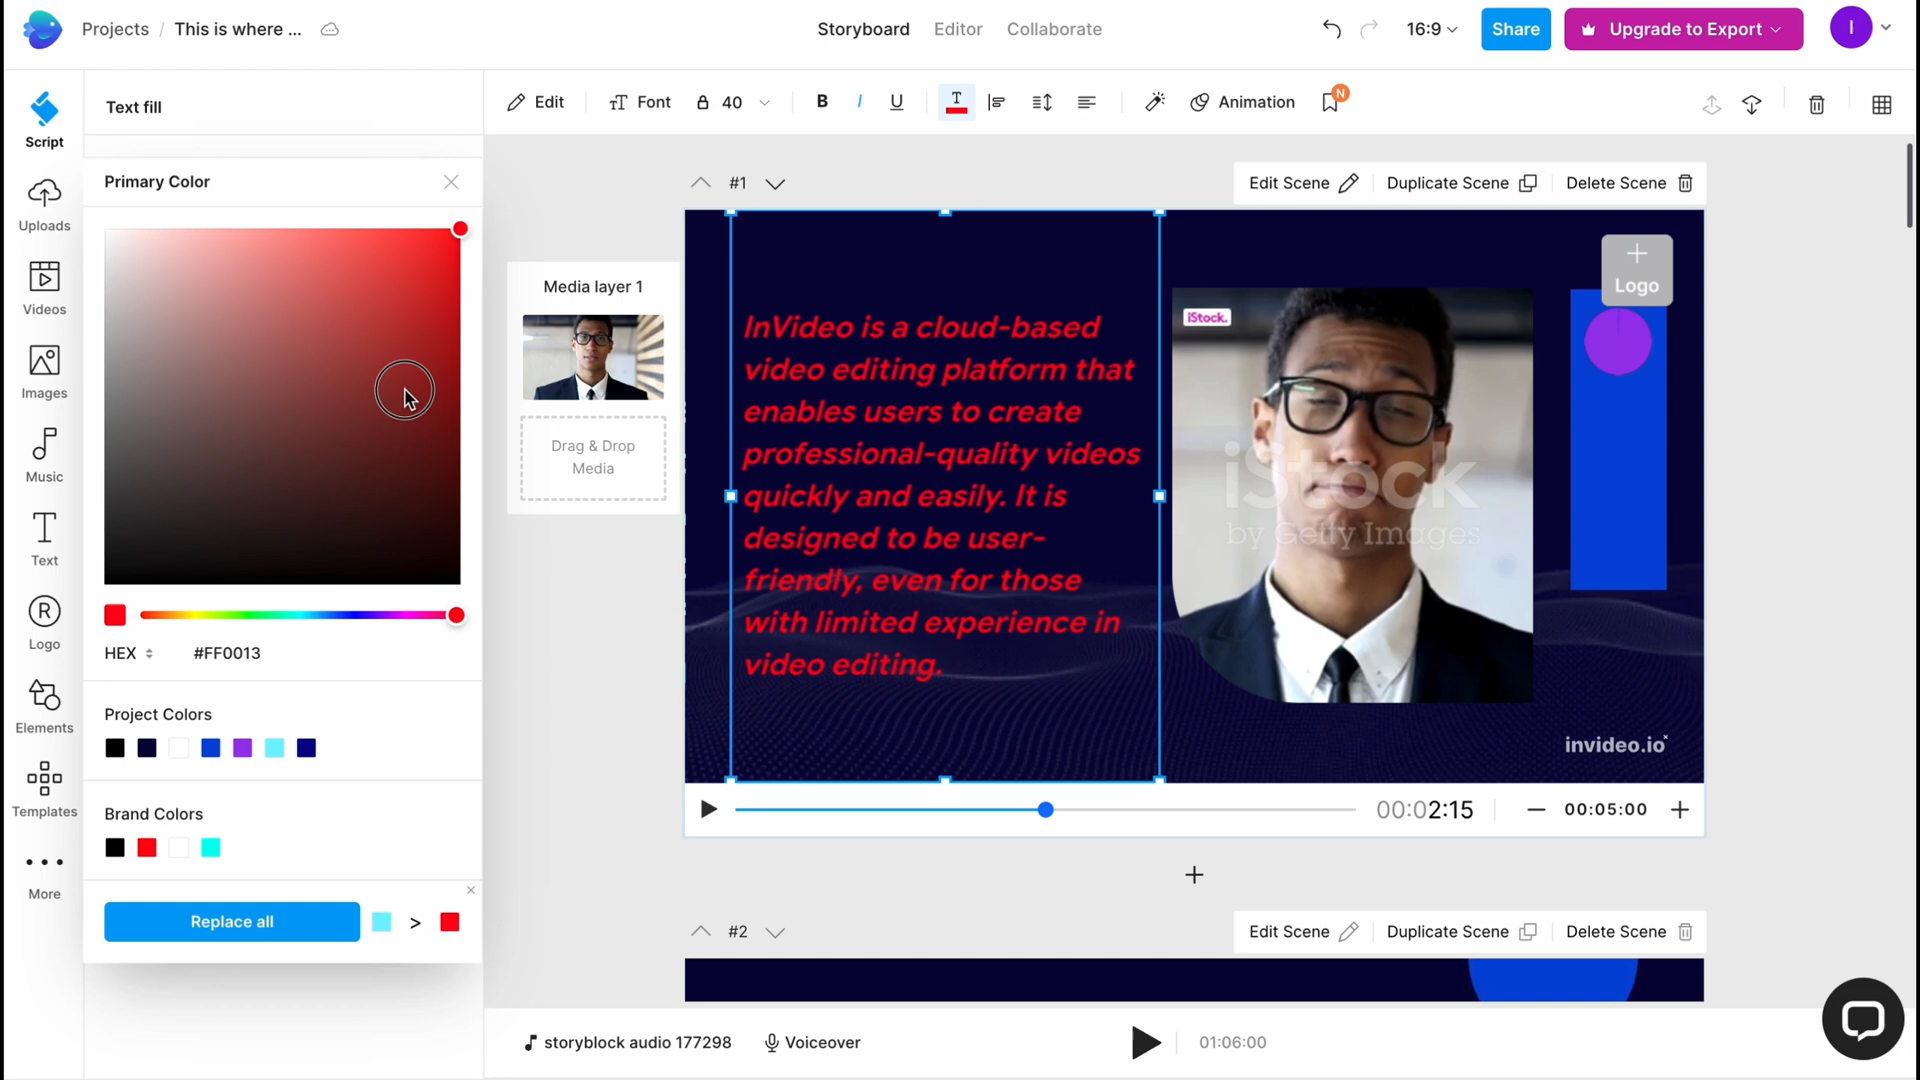 Projects / This is where ...
Storyboard
Editor
Collaborate
16:9
Share
Upgrade to Export
I
Script
Uploads
Videos
Images
Music
Text
Logo
Elements
Templates
More
Text fill
Edit
Font
40
B
I
U
T
N
Primary Color
HEX
#FF0013
Project Colors
Brand Colors
Replace all
>
#1
Edit Scene
Duplicate Scene
Delete Scene
Media layer 1
Drag & Drop
Media
InVideo is a cloud-based
video editing platform that
enables users to create
professional-quality videos
quickly and easily. It is
designed to be user-
friendly, even for those
with limited experience in
video editing.
iStock.
iStock
by Getty Images
+
Logo
invideo.io
00:02:15
00:05:00
#2
Edit Scene
Duplicate Scene
Delete Scene
storyblock audio 177298
Voiceover
01:06:00